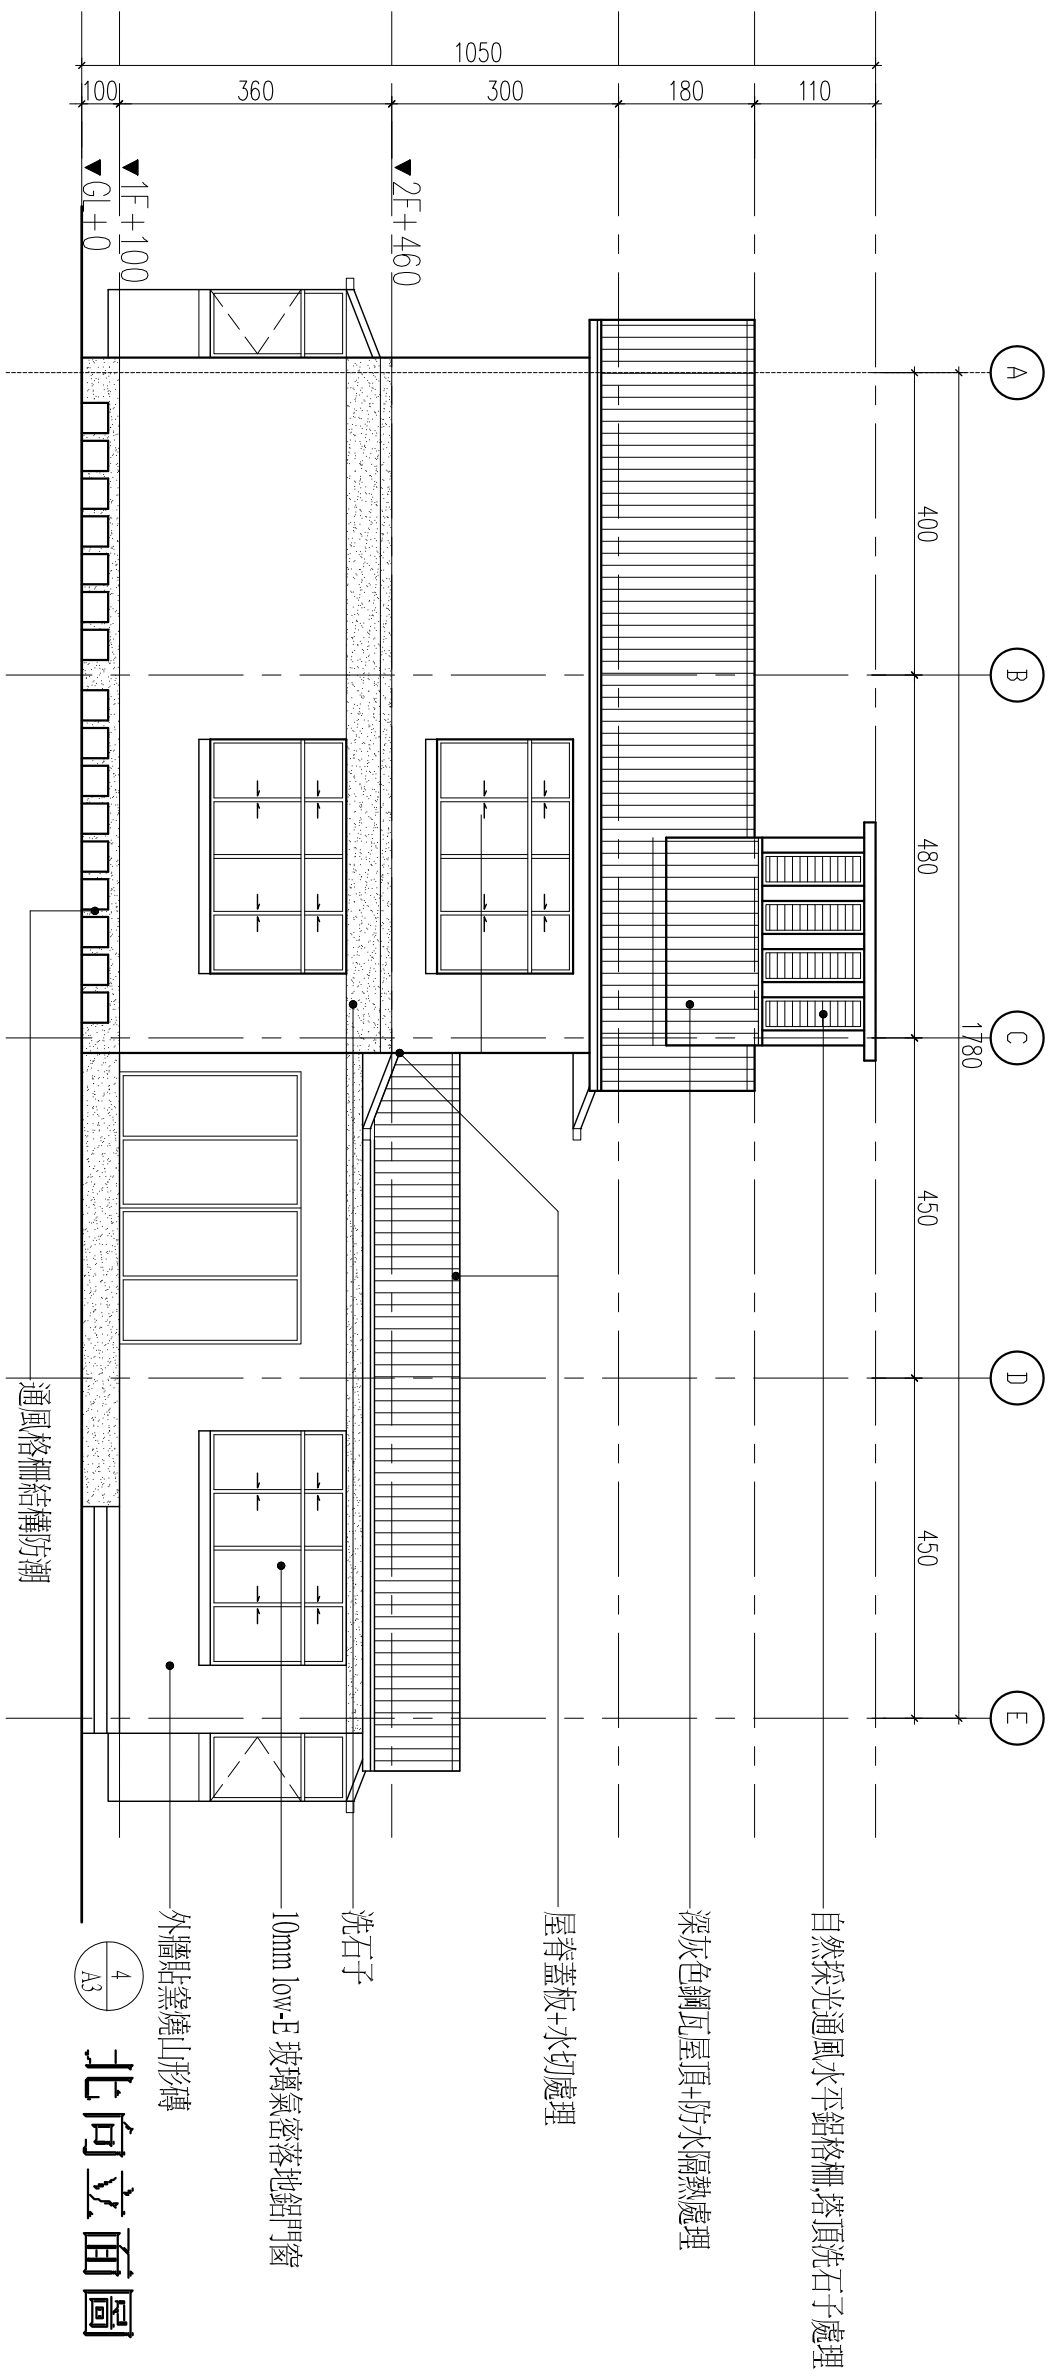 A
B
C
D
E
1780
400
480
450
450
1050
110
180
300
360
100
▼2F+460
▼1F+100
▼GL+0
自然採光通風水平鋁格柵,塔頂洗石子處理
深灰色鋼瓦屋頂+防水隔熱處理
屋脊蓋板+水切處理
洗石子
10mm low-E 玻璃氣密落地鋁門窗
外牆貼窯燒山形磚
通風格柵結構防潮
4
A3
北向立面圖